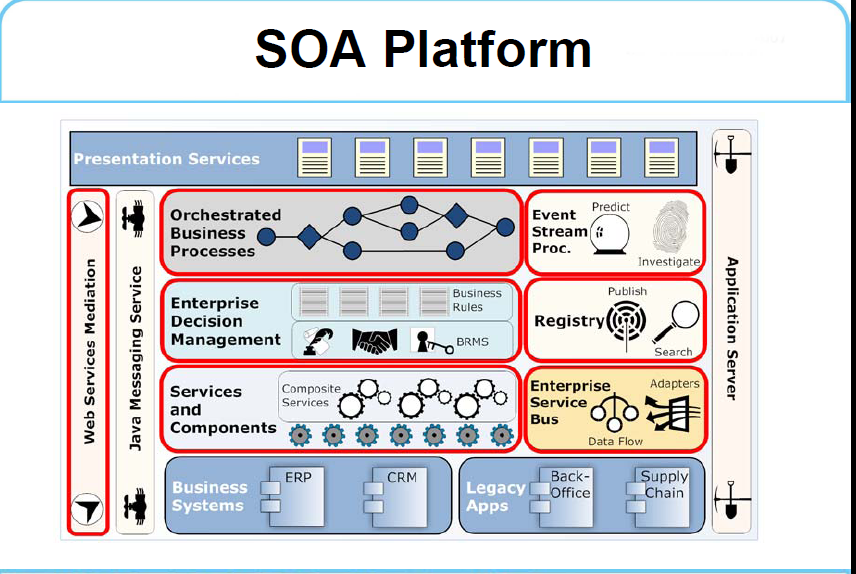 SOA Platform
Presentation Services
Web Services Mediation
Java Messaging Service
Orchestrated
Business
Processes
Event
Stream
Proc.
Predict
Investigate
Enterprise
Decision
Management
Business
Rules
BRMS
Registry
Publish
Search
Services
and
Components
Composite
Services
Enterprise
Service
Bus
Adapters
Data Flow
Business
Systems
ERP
CRM
Legacy
Apps
Back-
Office
Supply
Chain
Application Server